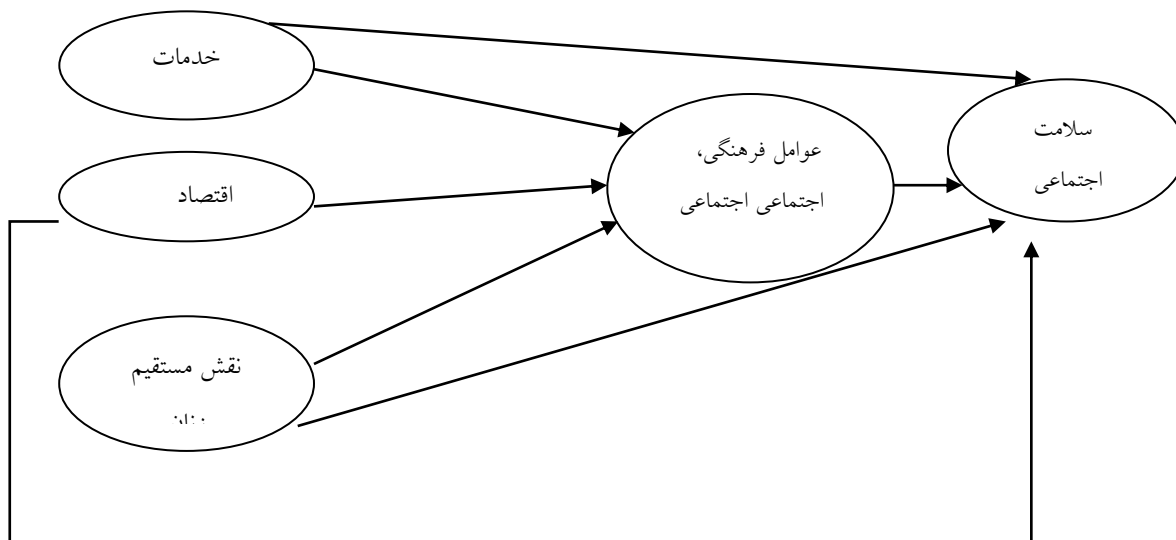 خدمات
سلامت
اجتماعی
عوامل فرهنگی،
اجتماعی اجتماعی
اقتصاد
نقش مستقیم